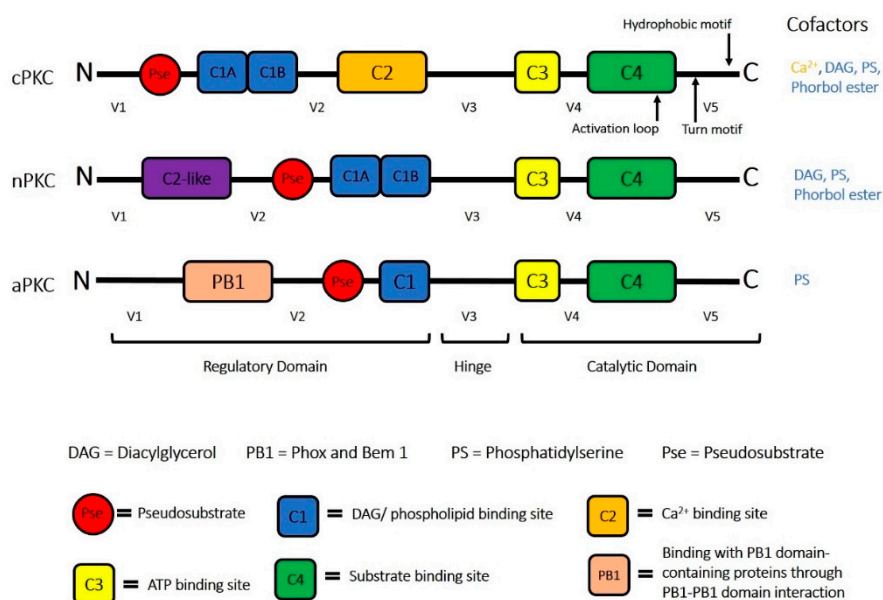 Hydrophobic motif
Cofactors
cPKC N Pse C1A C1B C2 C3 C4 C
Ca²⁺, DAG, PS,
Phorbol ester
V1 V2 V3 V4 V5
Activation loop Turn motif
nPKC N C2-like Pse C1A C1B C3 C4 C
DAG, PS,
Phorbol ester
V1 V2 V3 V4 V5
aPKC N PB1 Pse C1 C3 C4 C PS
V1 V2 V3 V4 V5
Regulatory Domain Hinge Catalytic Domain
DAG = Diacylglycerol PB1 = Phox and Bem 1 PS = Phosphatidylserine Pse = Pseudosubstrate
Pse = Pseudosubstrate C1 = DAG/ phospholipid binding site C2 = Ca²⁺ binding site
C3 = ATP binding site C4 = Substrate binding site
PB1 = Binding with PB1 domain-
containing proteins through
PB1-PB1 domain interaction